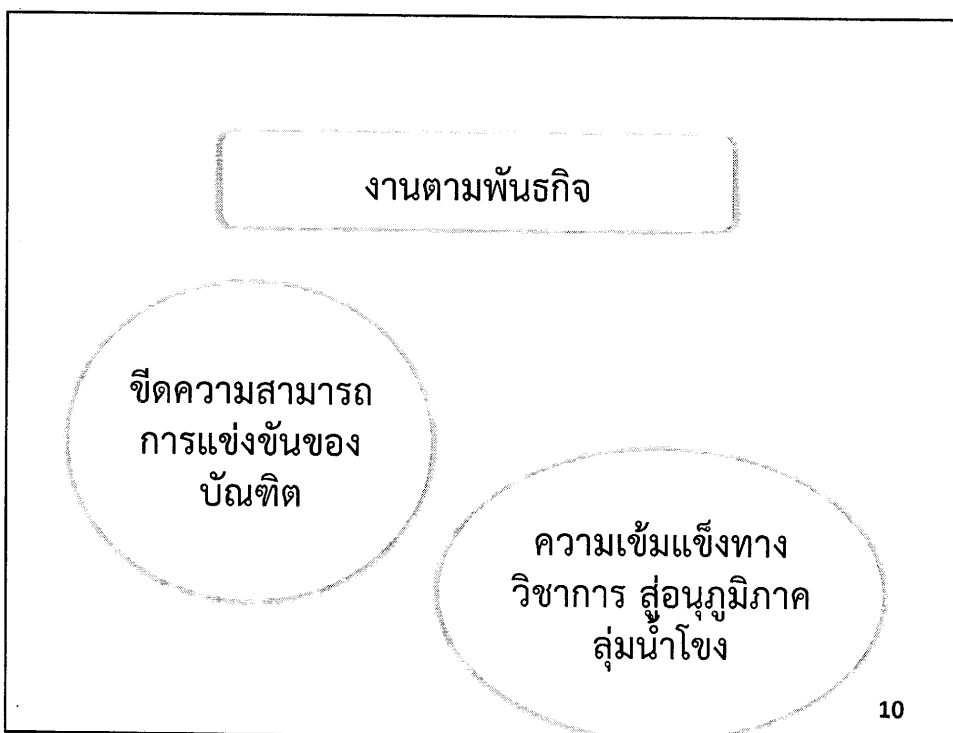 งานตามพันธกิจ
ขีดความสามารถ
การแข่งขันของ
บัณฑิต
ความเข้มแข็งทาง
วิชาการ สู่อนุภูมิภาค
ลุ่มน้ำโขง
10